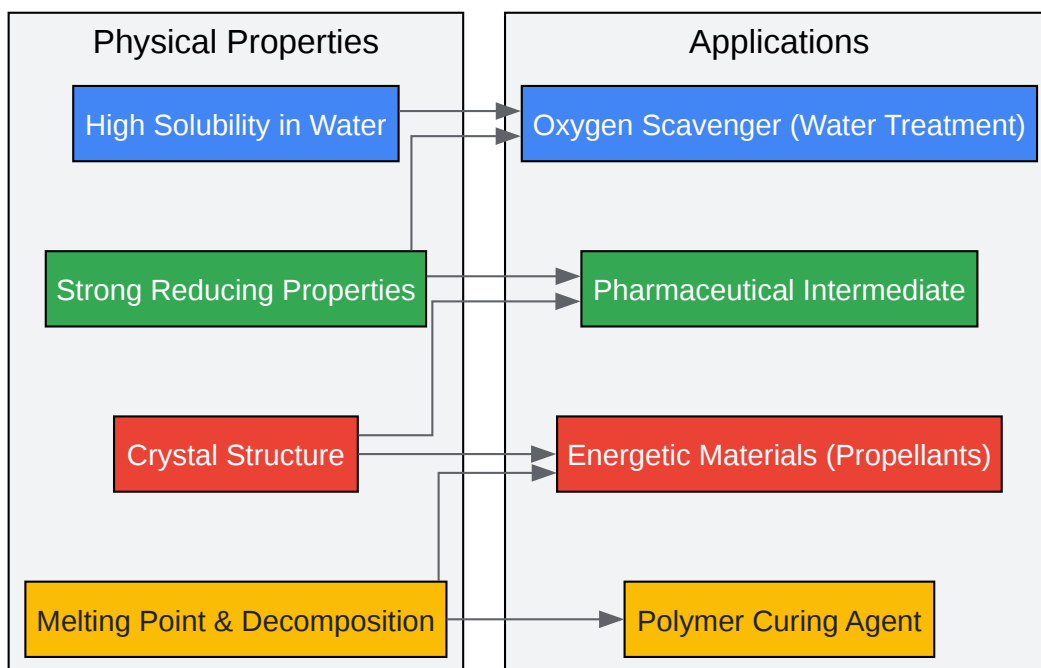 Physical Properties
Applications
High Solubility in Water
Oxygen Scavenger (Water Treatment)
Strong Reducing Properties
Pharmaceutical Intermediate
Crystal Structure
Energetic Materials (Propellants)
Melting Point & Decomposition
Polymer Curing Agent